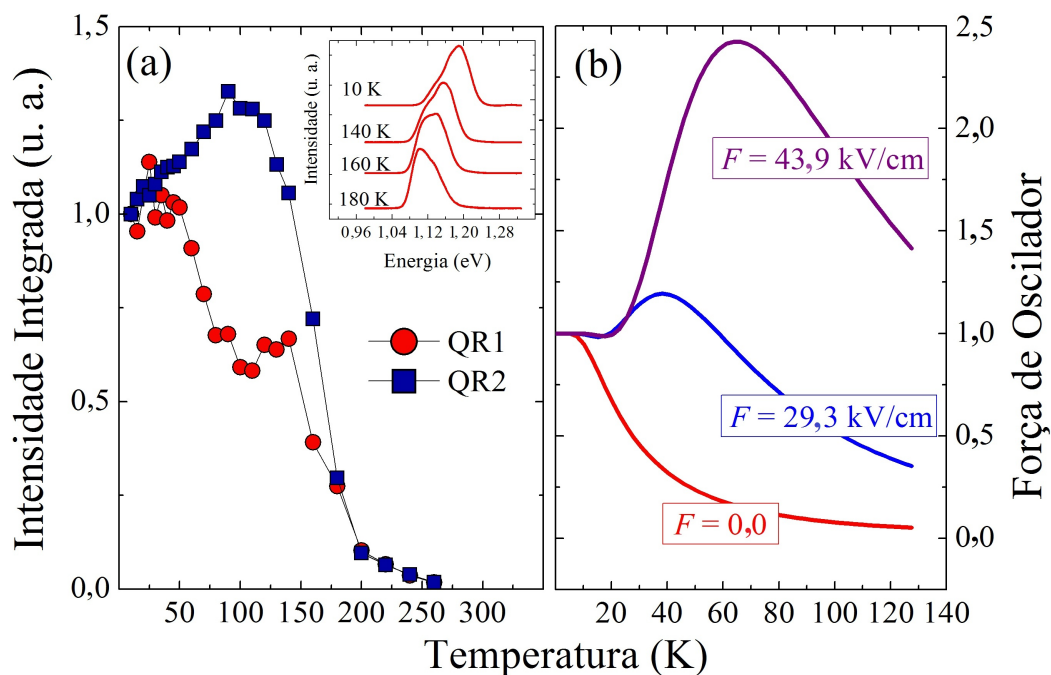 (a)
Intensidade Integrada (u. a.)
1,5
1,0
0,5
0,0
50
100
150
200
250
300
QR1
QR2
Intensidade (u. a.)
10 K
140 K
160 K
180 K
0,96
1,04
1,12
1,20
1,28
Energia (eV)
(b)
F = 43,9 kV/cm
F = 29,3 kV/cm
F = 0,0
2,5
2,0
1,5
1,0
0,5
0,0
Força de Oscilador
0
20
40
60
80
100
120
140
Temperatura (K)